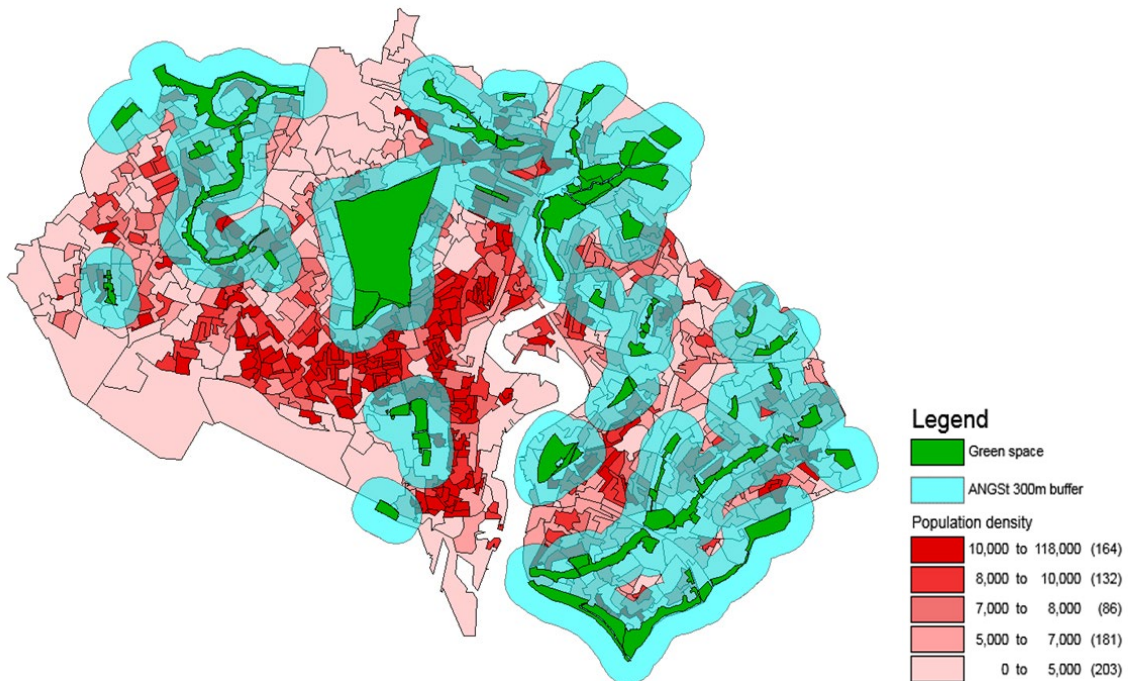 Legend
Green space
ANGSt 300m buffer
Population density
10,000 to 118,000 (164)
8,000 to 10,000 (132)
7,000 to 8,000 (86)
5,000 to 7,000 (181)
0 to 5,000 (203)